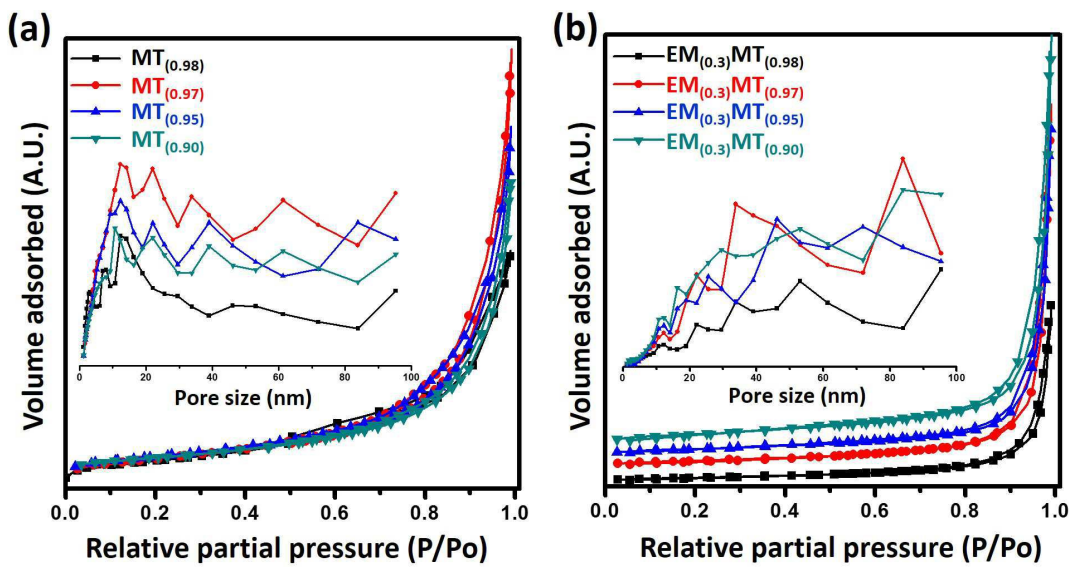 (a)
MT(0.98)
MT(0.97)
MT(0.95)
MT(0.90)
Volume adsorbed (A.U.)
0 20 40 60 80 100
Pore size (nm)
0.0 0.2 0.4 0.6 0.8 1.0
Relative partial pressure (P/Po)
(b)
EM(0.3)MT(0.98)
EM(0.3)MT(0.97)
EM(0.3)MT(0.95)
EM(0.3)MT(0.90)
Volume adsorbed (A.U.)
0 20 40 60 80 100
Pore size (nm)
0.0 0.2 0.4 0.6 0.8 1.0
Relative partial pressure (P/Po)